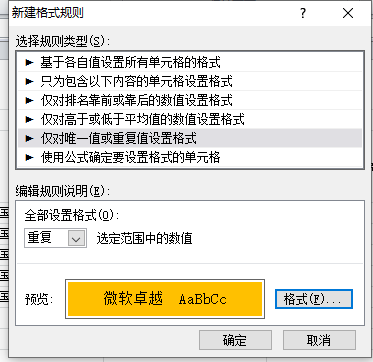 新建格式规则
选择规则类型(S):
► 基于各自值设置所有单元格的格式
► 只为包含以下内容的单元格设置格式
► 仅对排名靠前或靠后的数值设置格式
► 仅对高于或低于平均值的数值设置格式
► 仅对唯一值或重复值设置格式
► 使用公式确定要设置格式的单元格
编辑规则说明(E):
全部设置格式(O):
重复 选定范围中的数值
预览: 微软卓越 AaBbCc 格式(F)...
确定 取消